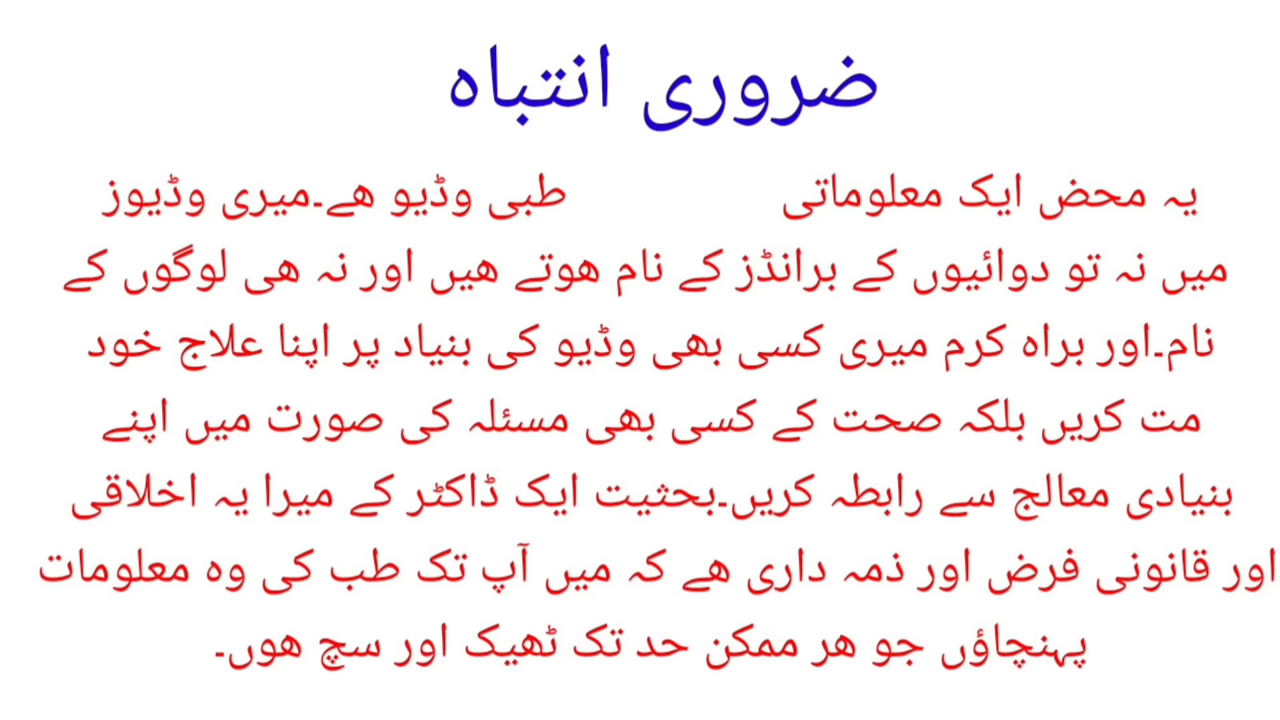 ضروری انتباہ
یہ محض ایک معلوماتی طبی وڈیو ھے۔میری وڈیوز
میں نہ تو دوائیوں کے برانڈز کے نام ھوتے ھیں اور نہ ھی لوگوں کے
نام۔اور براہ کرم میری کسی بھی وڈیو کی بنیاد پر اپنا علاج خود
مت کریں بلکہ صحت کے کسی بھی مسئلہ کی صورت میں اپنے
بنیادی معالج سے رابطہ کریں۔بحثیت ایک ڈاکٹر کے میرا یہ اخلاقی
اور قانونی فرض اور ذمہ داری ھے کہ میں آپ تک طب کی وہ معلومات
پہنچاؤں جو ھر ممکن حد تک ٹھیک اور سچ ھوں۔